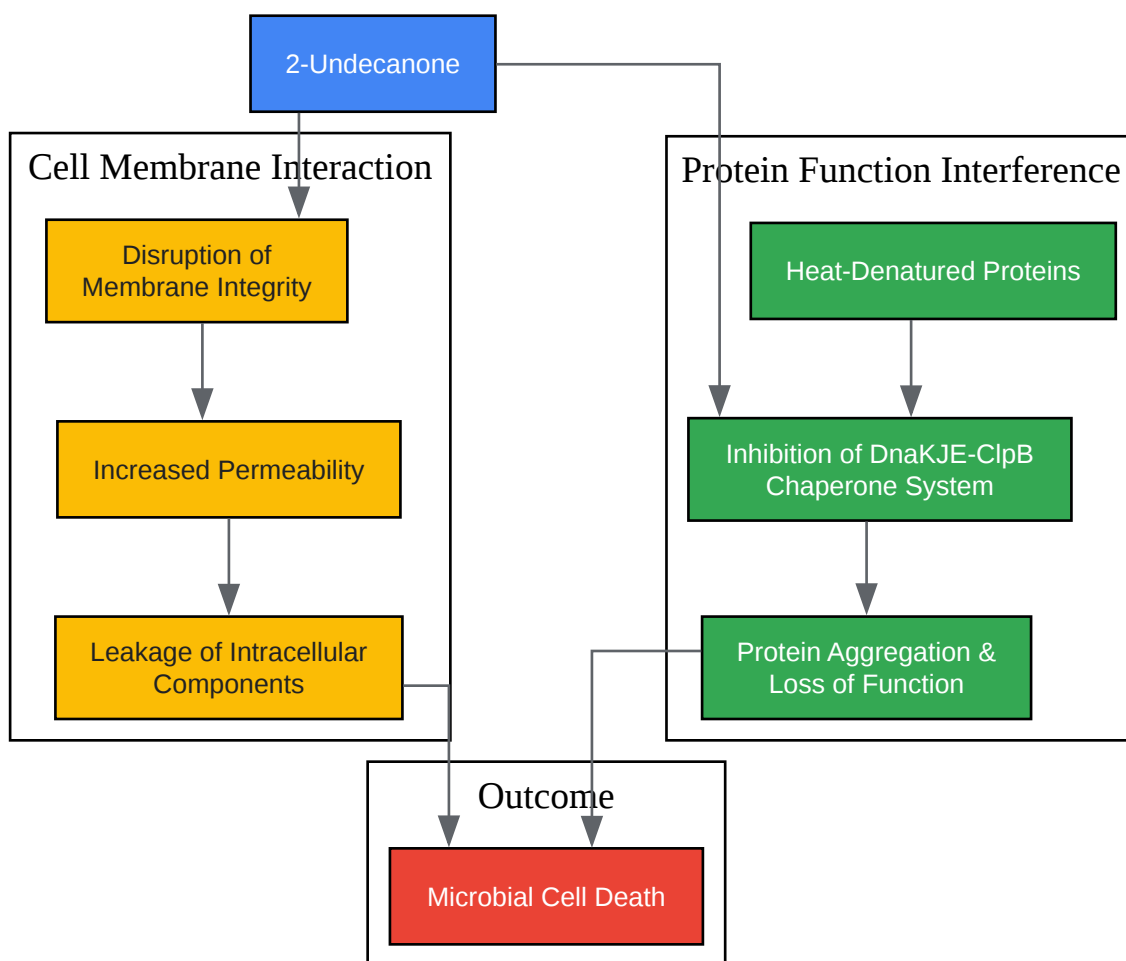 2-Undecanone
Cell Membrane Interaction
Disruption of
Membrane Integrity
Increased Permeability
Leakage of Intracellular
Components
Protein Function Interference
Heat-Denatured Proteins
Inhibition of DnaKJE-ClpB
Chaperone System
Protein Aggregation &
Loss of Function
Outcome
Microbial Cell Death